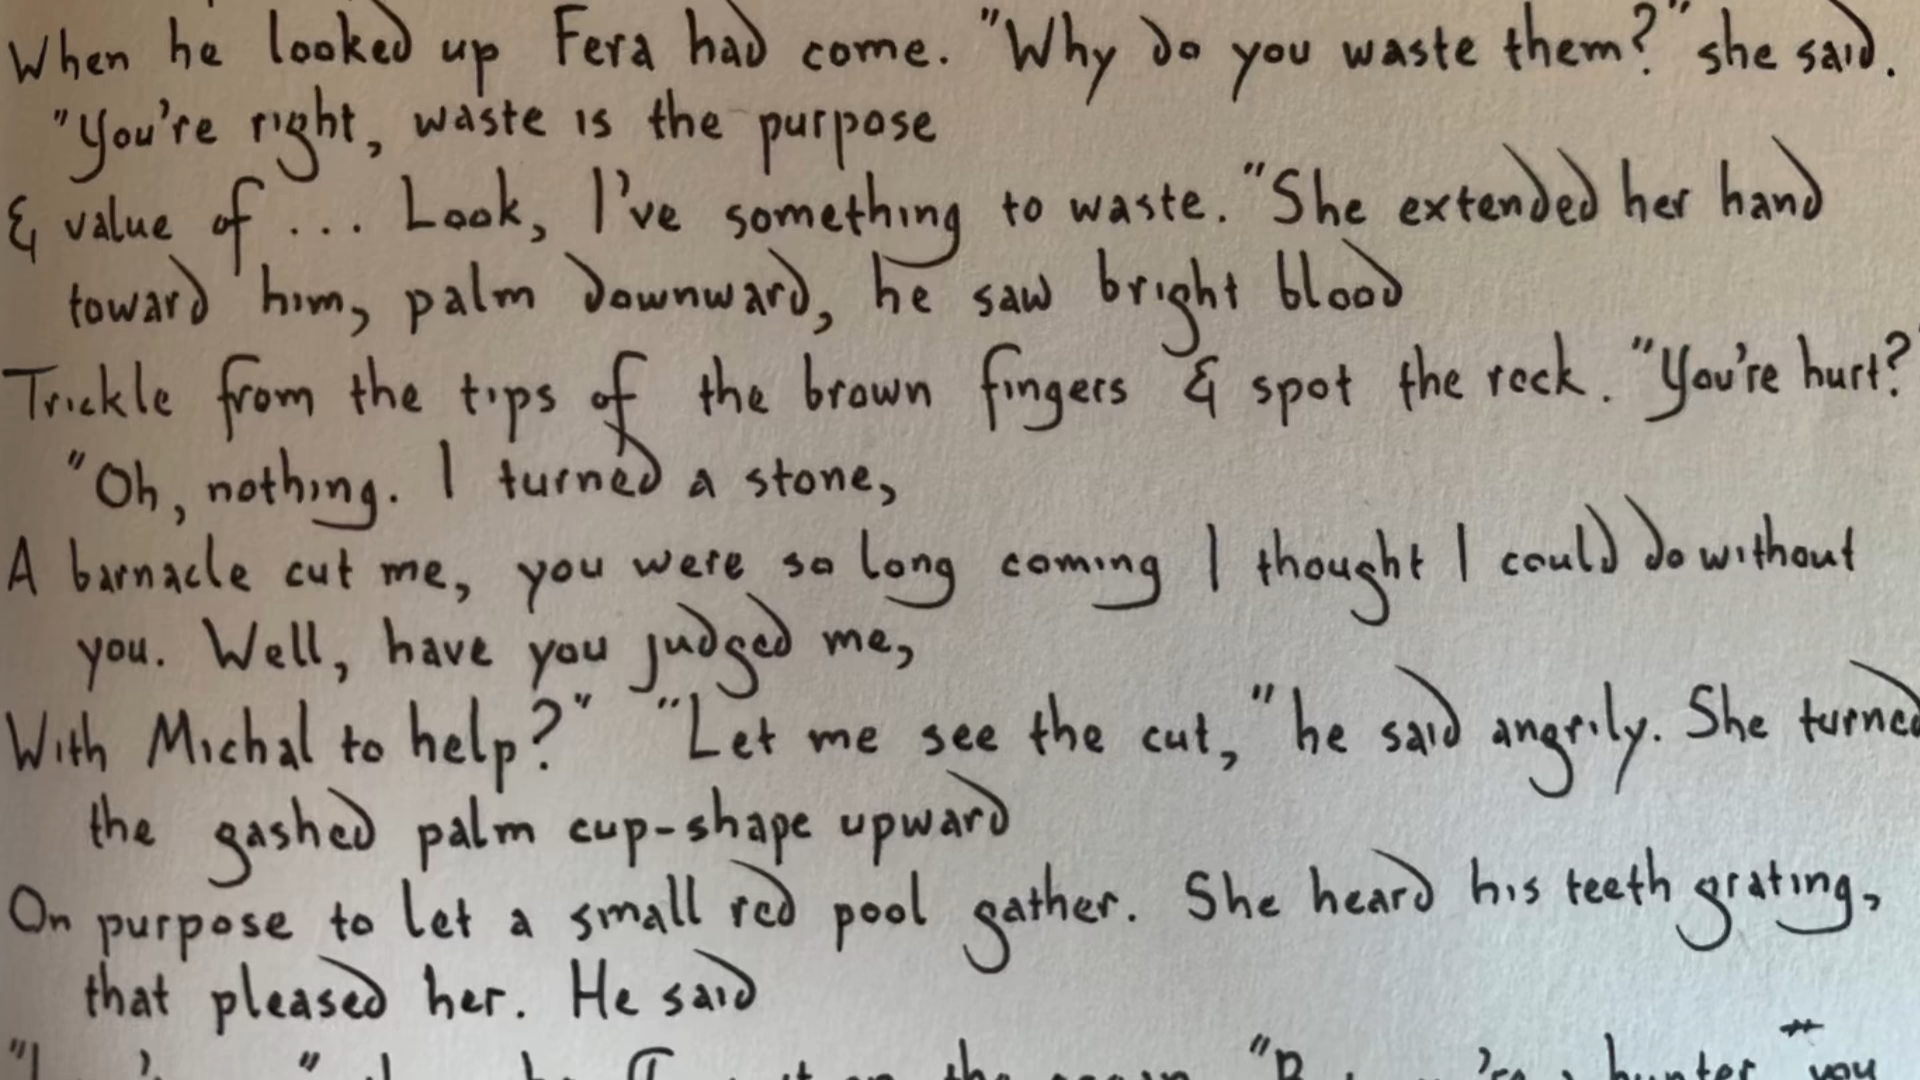 When he looked up Fera had come. "Why do you waste them?" she said.
"You're right, waste is the purpose
& value of ... Look, I've something to waste. "She extended her hand
toward him, palm downward, he saw bright blood
Trickle from the tips of the brown fingers & spot the rock. "You're hurt?"
"Oh, nothing. I turned a stone,
A barnacle cut me, you were so long coming I thought I could do without
you. Well, have you judged me,
With Michal to help?" "Let me see the cut," he said angrily. She turned
the gashed palm cup-shape upward
On purpose to let a small red pool gather. She heard his teeth grating,
that pleased her. He said
hunter you